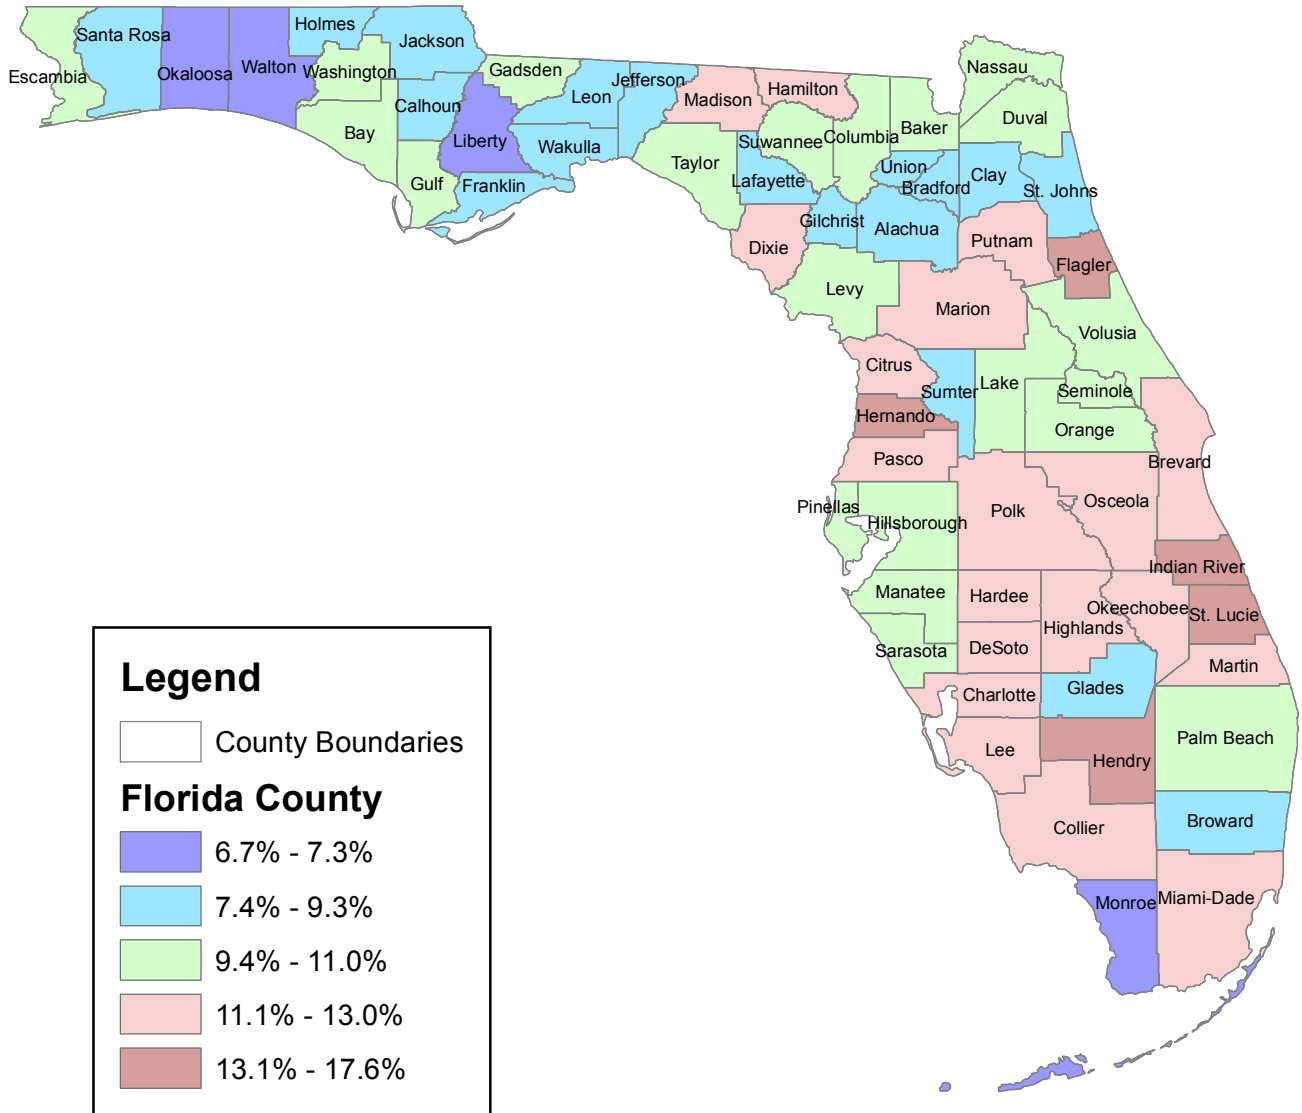 Santa Rosa
Holmes
Jackson
Escambia
Okaloosa
Walton
Washington
Gadsden
Jefferson
Leon
Madison
Hamilton
Nassau
Calhoun
Bay
Liberty
Wakulla
Taylor
Suwannee
Columbia
Baker
Duval
Gulf
Franklin
Lafayette
Union
Bradford
Clay
St. Johns
Gilchrist
Alachua
Dixie
Putnam
Flagler
Levy
Marion
Volusia
Citrus
Sumter
Lake
Seminole
Hernando
Orange
Pasco
Brevard
Pinellas
Hillsborough
Polk
Osceola
Indian River
Manatee
Hardee
Okeechobee
St. Lucie
Highlands
Sarasota
DeSoto
Martin
Charlotte
Glades
Lee
Hendry
Palm Beach
Collier
Broward
Monroe
Miami-Dade
Legend
County Boundaries
Florida County
6.7% - 7.3%
7.4% - 9.3%
9.4% - 11.0%
11.1% - 13.0%
13.1% - 17.6%